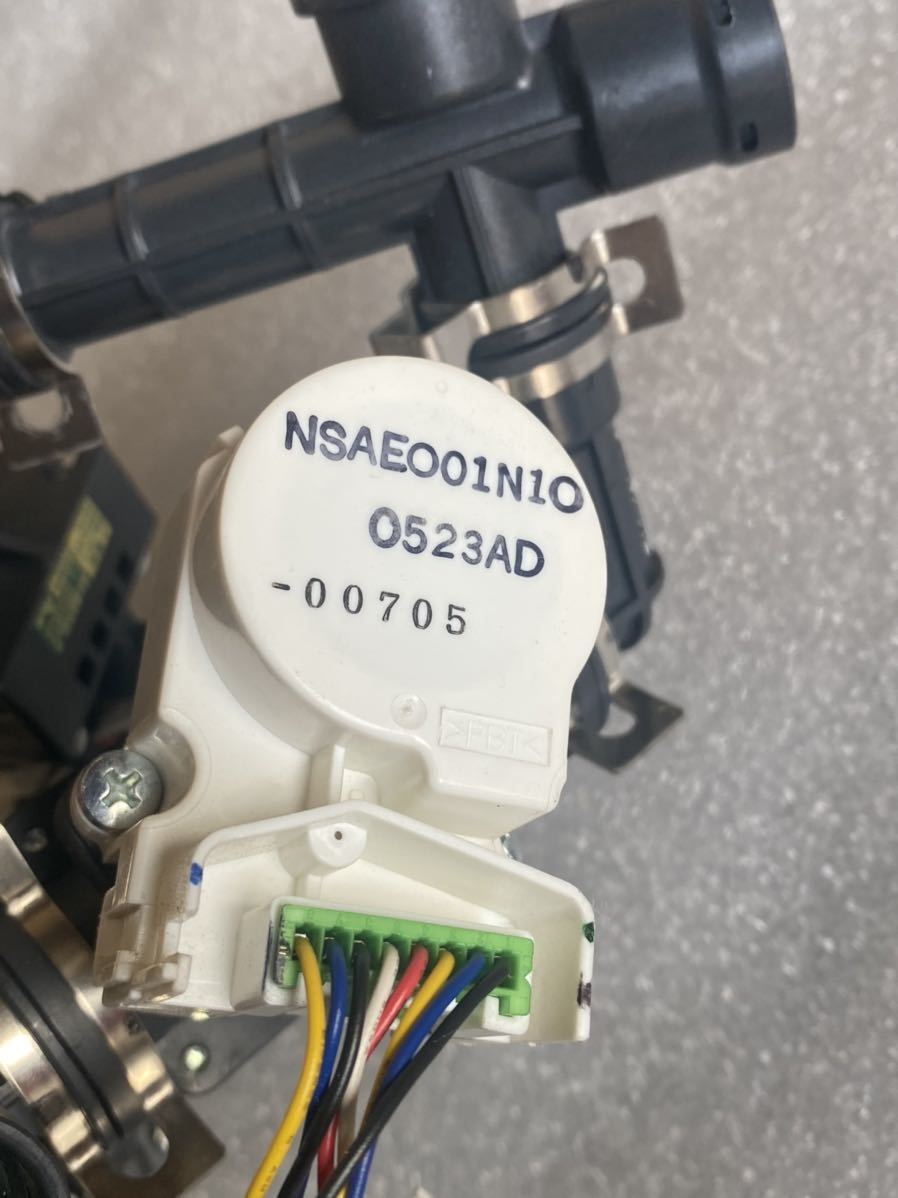 NSAE001N10
0523AD
-00705
>PBT<